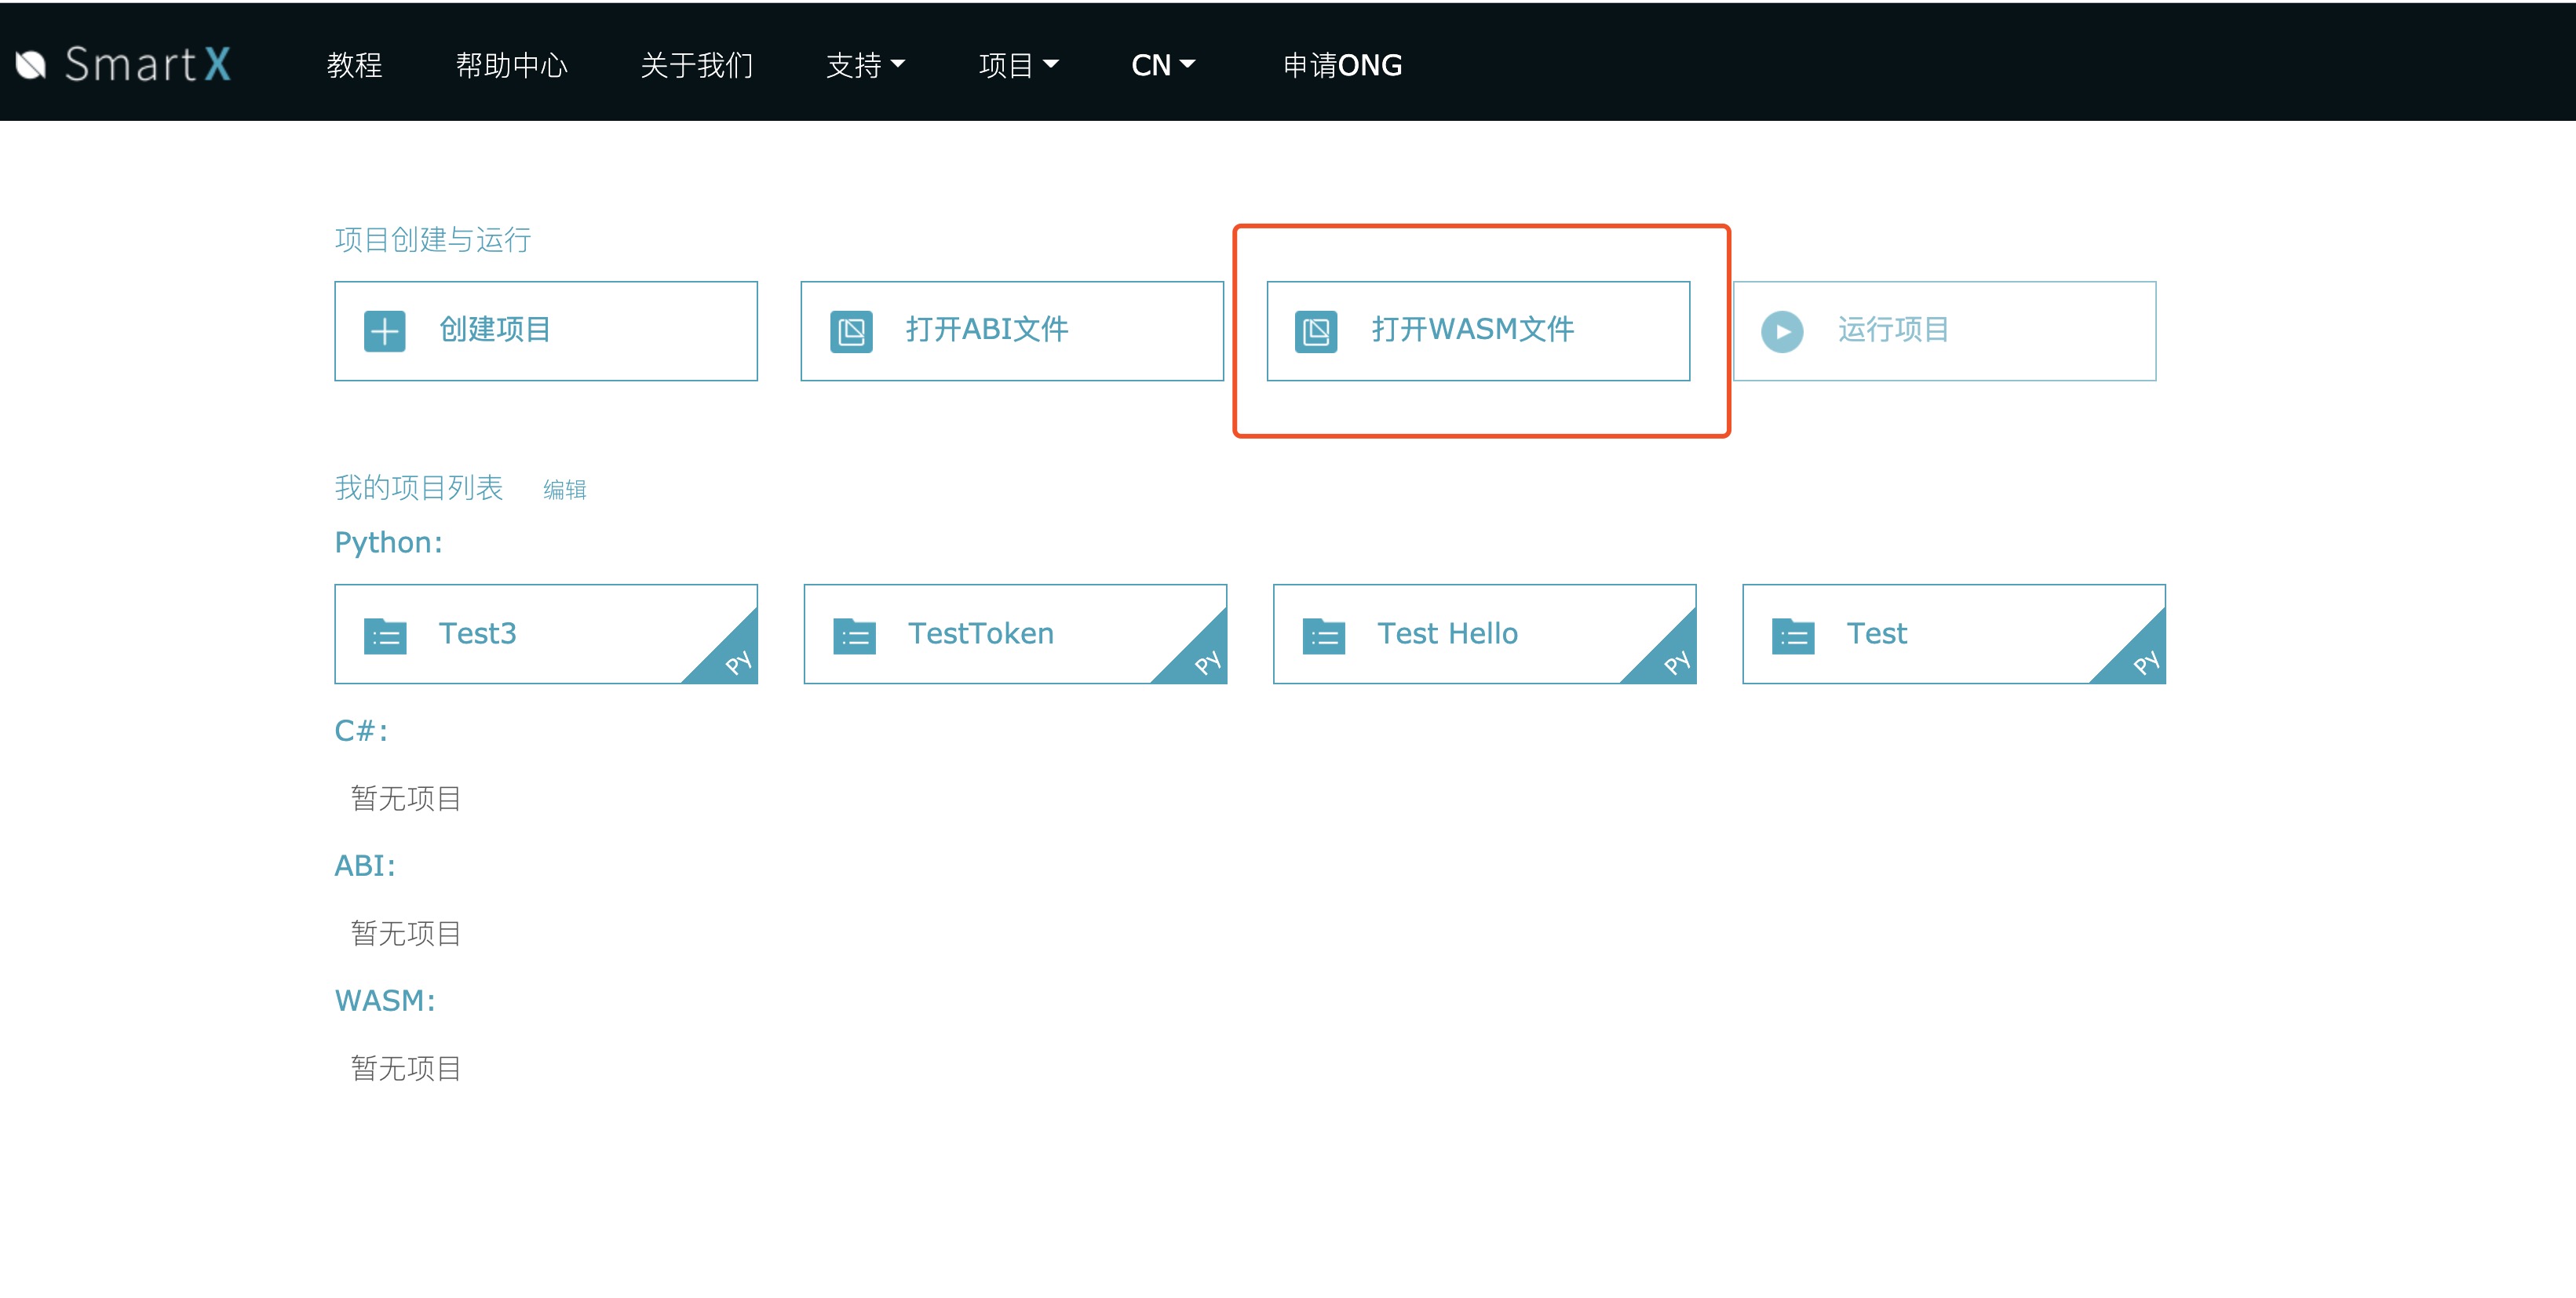 SmartX 教程 帮助中心 关于我们 支持 项目 CN 申请ONG
项目创建与运行
创建项目 打开ABI文件 打开WASM文件 运行项目
我的项目列表 编辑
Python:
Test3 Py TestToken Py Test Hello Py Test Py
C#:
暂无项目
ABI:
暂无项目
WASM:
暂无项目